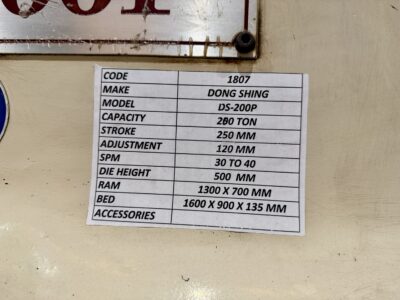 CODE 1807
MAKE DONG SHING
MODEL DS-200P
CAPACITY 200 TON
STROKE 250 MM
ADJUSTMENT 120 MM
SPM 30 TO 40
DIE HEIGHT 500 MM
RAM 1300 X 700 MM
BED 1600 X 900 X 135 MM
ACCESSORIES